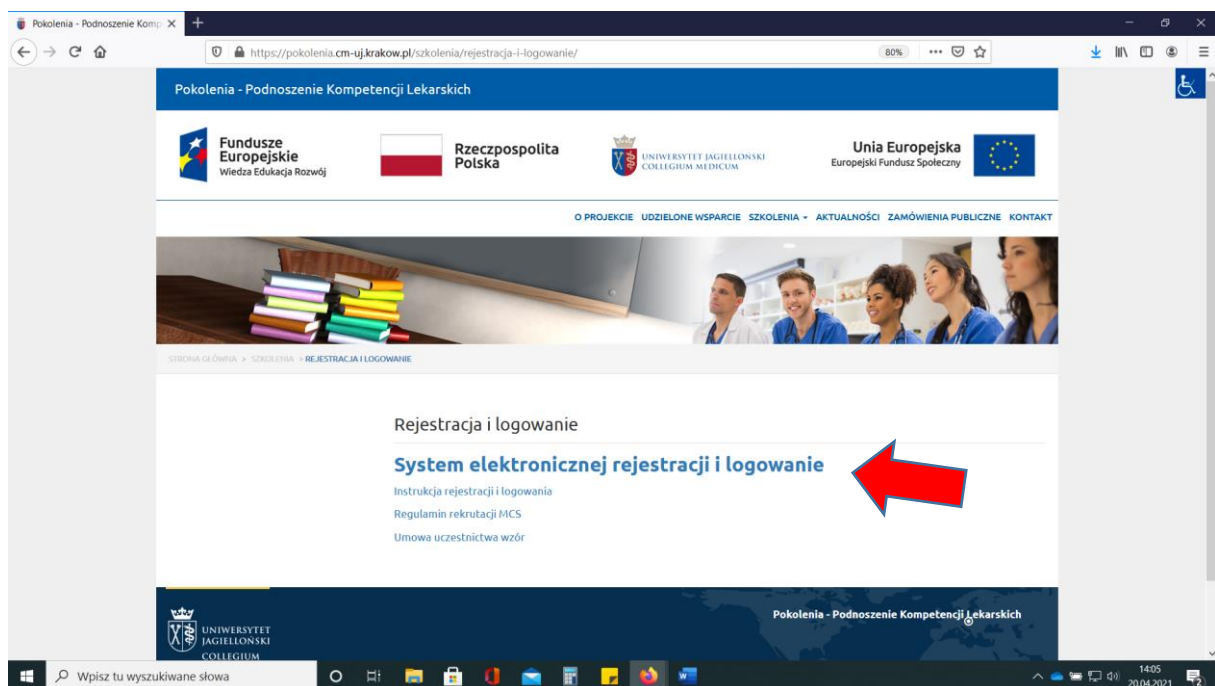 Pokolenia - Podnoszenie Komp
https://pokolenia.cm-uj.krakow.pl/szkolenia/rejestracja-i-logowanie/
80%
Pokolenia - Podnoszenie Kompetencji Lekarskich
Fundusze
Europejskie
Wiedza Edukacja Rozwój
Rzeczpospolita
Polska
UNIWERSYTET JAGIELLOŃSKI
COLLEGIUM MEDICUM
Unia Europejska
Europejski Fundusz Społeczny
O PROJEKCIE UDZIELONE WSPARCIE SZKOLENIA AKTUALNOŚCI ZAMÓWIENIA PUBLICZNE KONTAKT
STRONA GŁÓWNA > SZKOLENIA > REJESTRACJA I LOGOWANIE
Rejestracja i logowanie
System elektronicznej rejestracji i logowanie
Instrukcja rejestracji i logowania
Regulamin rekrutacji MCS
Umowa uczestnictwa wzór
UNIWERSYTET
JAGIELLOŃSKI
COLLEGIUM
Pokolenia - Podnoszenie Kompetencji Lekarskich
Wpisz tu wyszukiwane słowa
14:05
20.04.2021
2